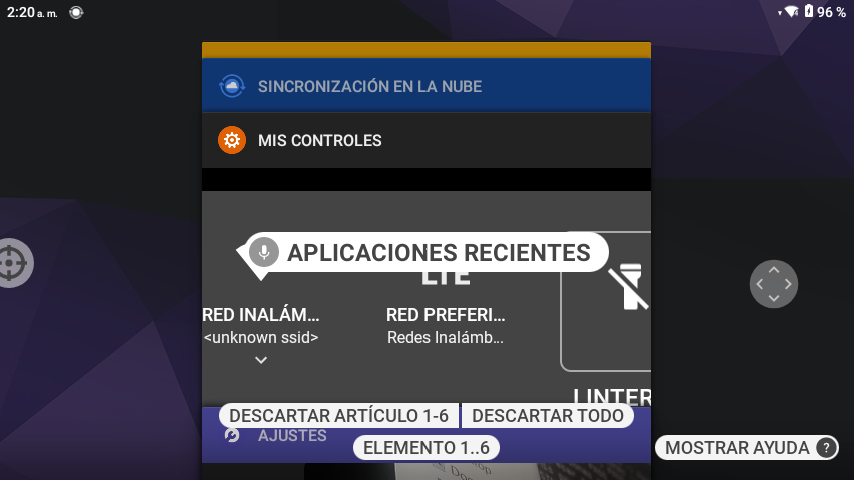 2:20 a. m.
4
96 %
SINCRONIZACIÓN EN LA NUBE
MIS CONTROLES
APLICACIONES RECIENTES
LTE
RED INALÁM...
<unknown ssid>
RED PREFERI...
Redes Inalámb...
LINTER
DESCARTAR ARTÍCULO 1-6
DESCARTAR TODO
AJUSTES
ELEMENTO 1..6
MOSTRAR AYUDA ?